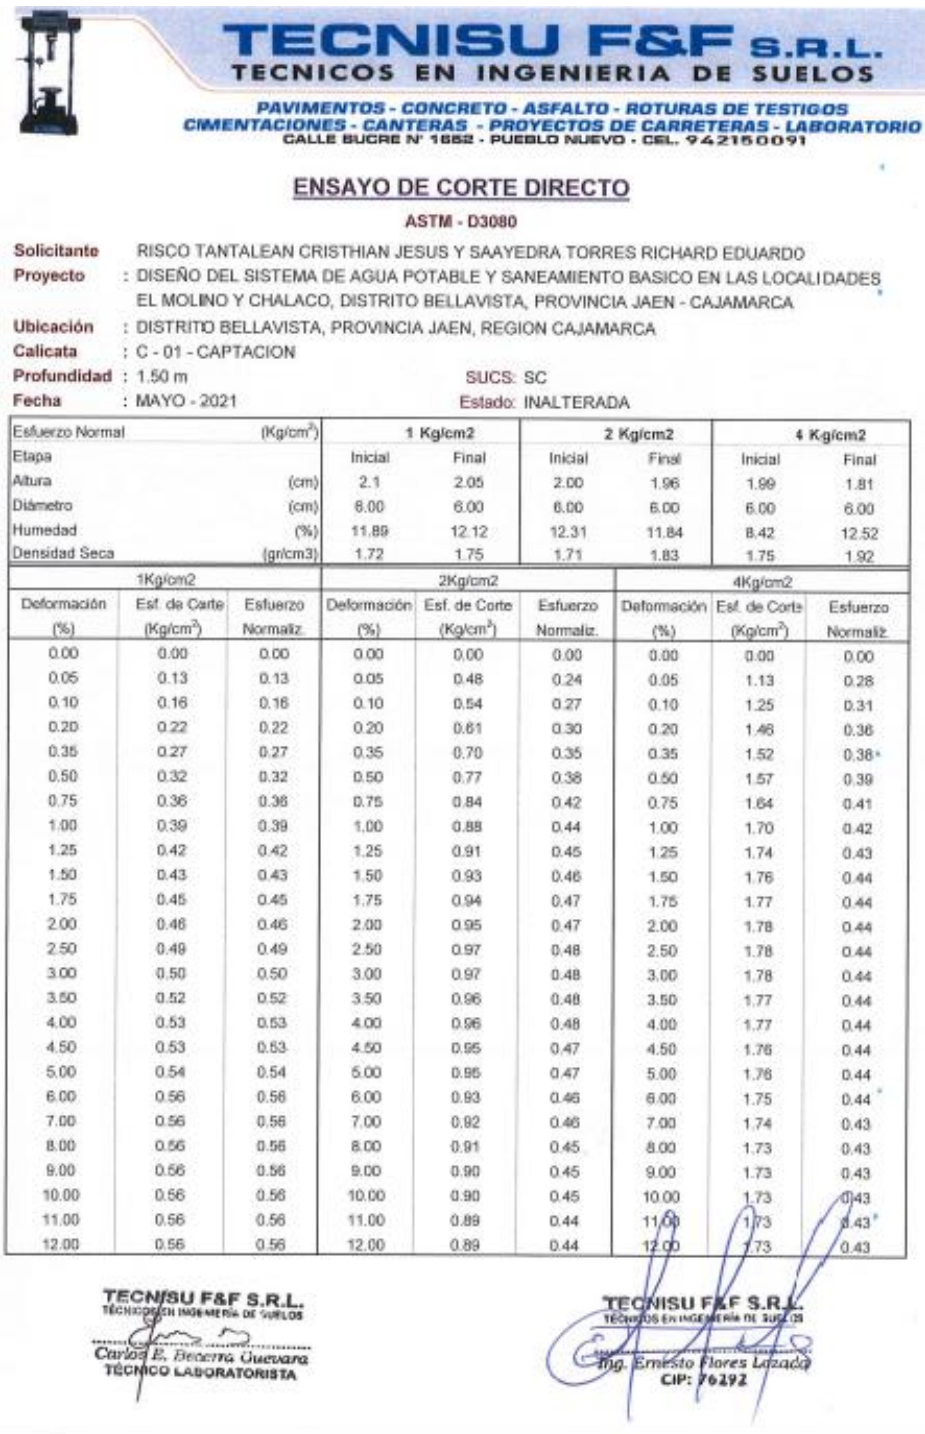 TECNISU F&F S.R.L.
TECNICOS EN INGENIERIA DE SUELOS
PAVIMENTOS - CONCRETO - ASFALTO - ROTURAS DE TESTIGOS
CIMENTACIONES - CANTERAS - PROYECTOS DE CARRETERAS - LABORATORIO
CALLE SUCRE N° 1652 - PUEBLO NUEVO - CEL. 942150091
ENSAYO DE CORTE DIRECTO
ASTM - D3080
Solicitante RISCO TANTALEAN CRISTHIAN JESUS Y SAAYEDRA TORRES RICHARD EDUARDO
Proyecto : DISEÑO DEL SISTEMA DE AGUA POTABLE Y SANEAMIENTO BASICO EN LAS LOCALIDADES
EL MOLINO Y CHALACO, DISTRITO BELLAVISTA, PROVINCIA JAEN - CAJAMARCA
Ubicación : DISTRITO BELLAVISTA, PROVINCIA JAEN, REGION CAJAMARCA
Calicata : C - 01 - CAPTACION
Profundidad : 1.50 m SUCS: SC
Fecha : MAYO - 2021 Estado: INALTERADA
Esfuerzo Normal (Kg/cm²) 1 Kg/cm2 2 Kg/cm2 4 Kg/cm2
Etapa Inicial Final Inicial Final Inicial Final
Altura (cm) 2.1 2.05 2.00 1.96 1.99 1.81
Diámetro (cm) 6.00 6.00 6.00 6.00 6.00 6.00
Humedad (%) 11.89 12.12 12.31 11.84 8.42 12.52
Densidad Seca (gr/cm3) 1.72 1.75 1.71 1.83 1.75 1.92
1Kg/cm2 2Kg/cm2 4Kg/cm2
Deformación Esf. de Corte Esfuerzo Deformación Esf. de Corte Esfuerzo Deformación Esf. de Corte Esfuerzo
(%) (Kg/cm²) Normaliz. (%) (Kg/cm²) Normaliz. (%) (Kg/cm²) Normaliz.
0.00 0.00 0.00 0.00 0.00 0.00 0.00 0.00 0.00
0.05 0.13 0.13 0.05 0.48 0.24 0.05 1.13 0.28
0.10 0.16 0.16 0.10 0.54 0.27 0.10 1.25 0.31
0.20 0.22 0.22 0.20 0.61 0.30 0.20 1.46 0.36
0.35 0.27 0.27 0.35 0.70 0.35 0.35 1.52 0.38
0.50 0.32 0.32 0.50 0.77 0.38 0.50 1.57 0.39
0.75 0.36 0.36 0.75 0.84 0.42 0.75 1.64 0.41
1.00 0.39 0.39 1.00 0.88 0.44 1.00 1.70 0.42
1.25 0.42 0.42 1.25 0.91 0.45 1.25 1.74 0.43
1.50 0.43 0.43 1.50 0.93 0.46 1.50 1.76 0.44
1.75 0.45 0.45 1.75 0.94 0.47 1.75 1.77 0.44
2.00 0.46 0.46 2.00 0.95 0.47 2.00 1.78 0.44
2.50 0.49 0.49 2.50 0.97 0.48 2.50 1.78 0.44
3.00 0.50 0.50 3.00 0.97 0.48 3.00 1.78 0.44
3.50 0.52 0.52 3.50 0.96 0.48 3.50 1.77 0.44
4.00 0.53 0.53 4.00 0.96 0.48 4.00 1.77 0.44
4.50 0.53 0.53 4.50 0.95 0.47 4.50 1.76 0.44
5.00 0.54 0.54 5.00 0.95 0.47 5.00 1.76 0.44
6.00 0.56 0.56 6.00 0.93 0.46 6.00 1.75 0.44
7.00 0.56 0.56 7.00 0.92 0.46 7.00 1.74 0.43
8.00 0.56 0.56 8.00 0.91 0.45 8.00 1.73 0.43
9.00 0.56 0.56 9.00 0.90 0.45 9.00 1.73 0.43
10.00 0.56 0.56 10.00 0.90 0.45 10.00 1.73 0.43
11.00 0.56 0.56 11.00 0.89 0.44 11.00 1.73 0.43
12.00 0.56 0.56 12.00 0.89 0.44 12.00 1.73 0.43
TECNISU F&F S.R.L. TECNISU F&F S.R.L.
TECNICOS EN INGENIERÍA DE SUELOS TECNICOS EN INGENIERÍA DE SUELOS
Carlos E. Becerra Guevara Ing. Ernesto Flores Lozada
TÉCNICO LABORATORISTA CIP: 76292